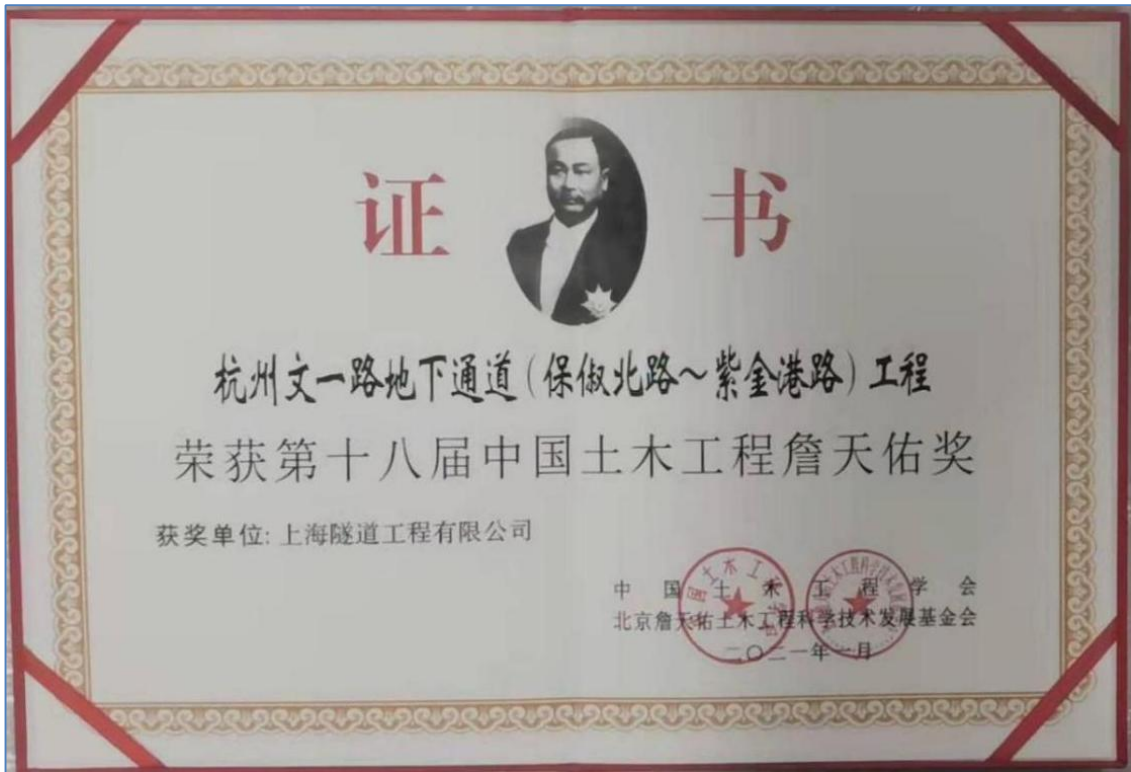 证 书
杭州文一路地下通道(保俶北路～紫金港路)工程
荣获第十八届中国土木工程詹天佑奖
获奖单位: 上海隧道工程有限公司
中国土木工程学会
北京詹天佑土木工程科学技术发展基金会
二〇二一年一月